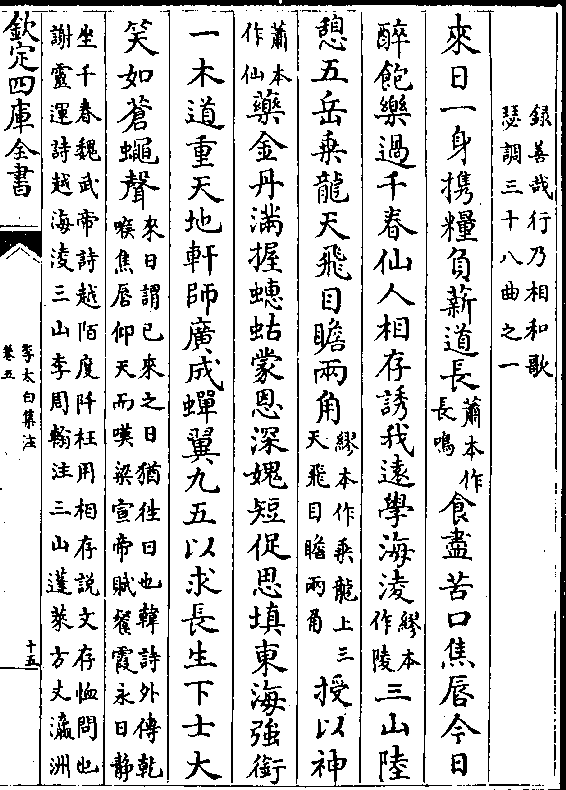 録善哉行乃相和歌
瑟調三十八曲之一
來日一身攜糧負薪道長蕭本作長鳴食盡苦口焦唇今日
醉飽樂過千春仙人相存誘我遠學海淩繆本作陵三山陸
憩五岳乗龍天飛目瞻兩角繆本作乗龍上三天飛目瞻兩角授以神
蕭本作仙藥金丹滿握蟪蛄蒙恩深媿短促思填東海強銜
一木道重天地軒師廣成蟬翼九五以求長生下士大
笑如蒼蠅聲來日謂已來之日猶徃日也韓詩外傳乾喉焦唇仰天而嘆梁宣帝賦餐霞永日静
坐千春魏武帝詩越陌度阡枉用相存説文存恤問也謝靈運詩越海淩三山李周翰注三山蓬萊方丈瀛洲
欽定四庫全書
李太白集注
卷五
十五